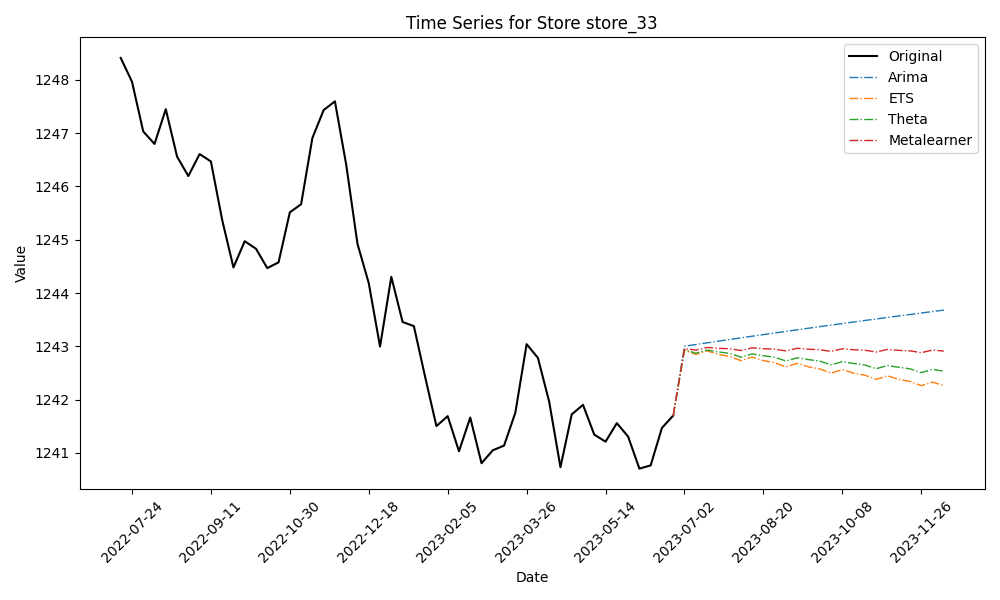 Time Series for Store store_33
Original
Arima
ETS
Theta
Metalearner
Value
1248
1247
1246
1245
1244
1243
1242
1241
2022-07-24
2022-09-11
2022-10-30
2022-12-18
2023-02-05
2023-03-26
2023-05-14
2023-07-02
2023-08-20
2023-10-08
2023-11-26
Date